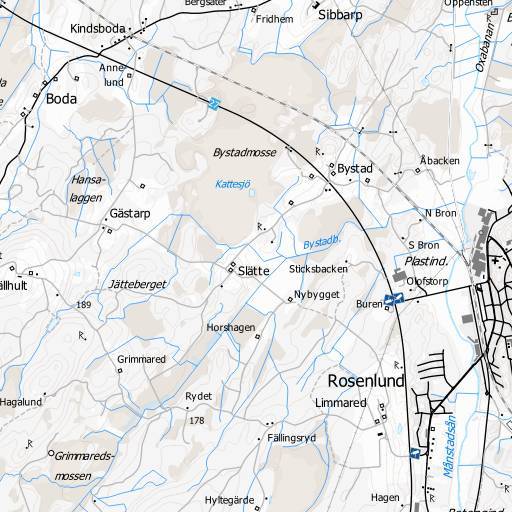 Bergsäter
Sibbarp
Fridhem
Oppensten
Kindsboda
Oxabanan
Anne-
lund
Boda
Bystadmosse
Bystad
Åbacken
Hansa-
laggen
Kattesjö
Gästarp
N Bron
Bystadb.
S Bron
Plastind.
Slätte
Sticksbacken
Olofstorp
Jätteberget
Nybygget
Buren
189
Horshagen
Grimmared
Rosenlund
Rydet
Limmared
Hagalund
178
Fällingsryd
Månstadsån
Grimmareds-
mossen
Hyltegärde
Hagen